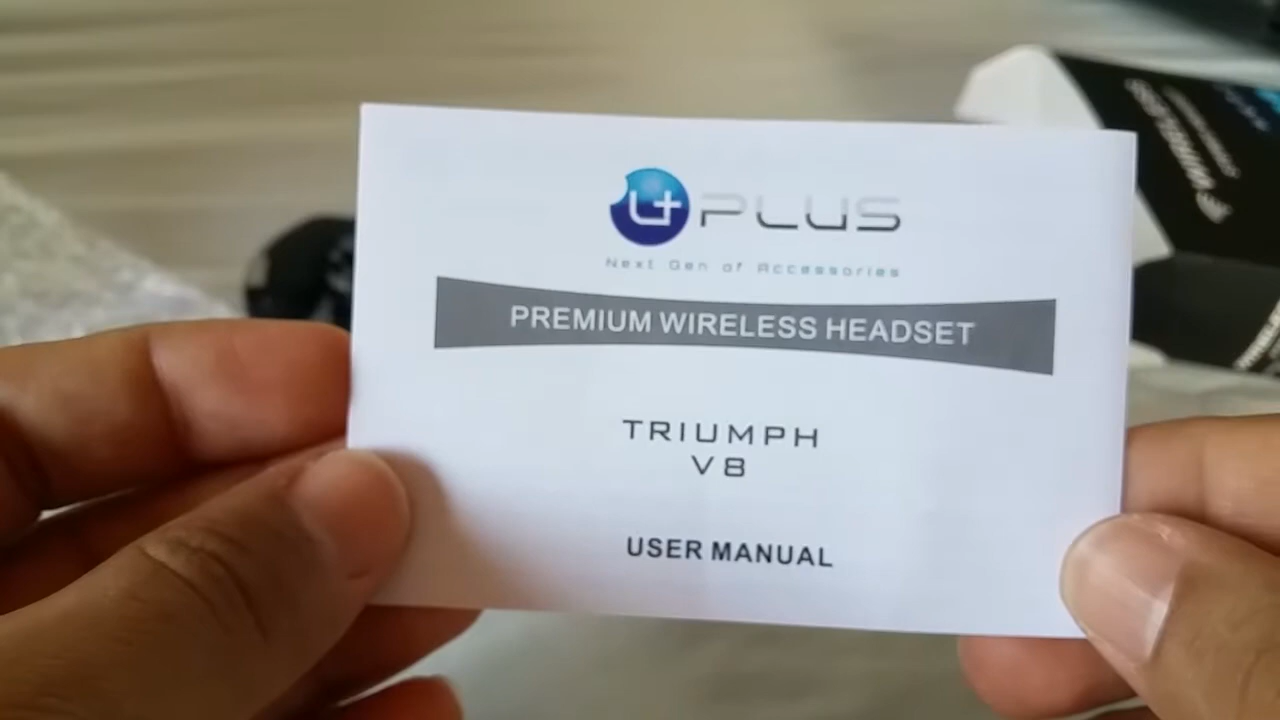 U+ PLUS
Next Gen of Accessories
PREMIUM WIRELESS HEADSET
TRIUMPH
V8
USER MANUAL